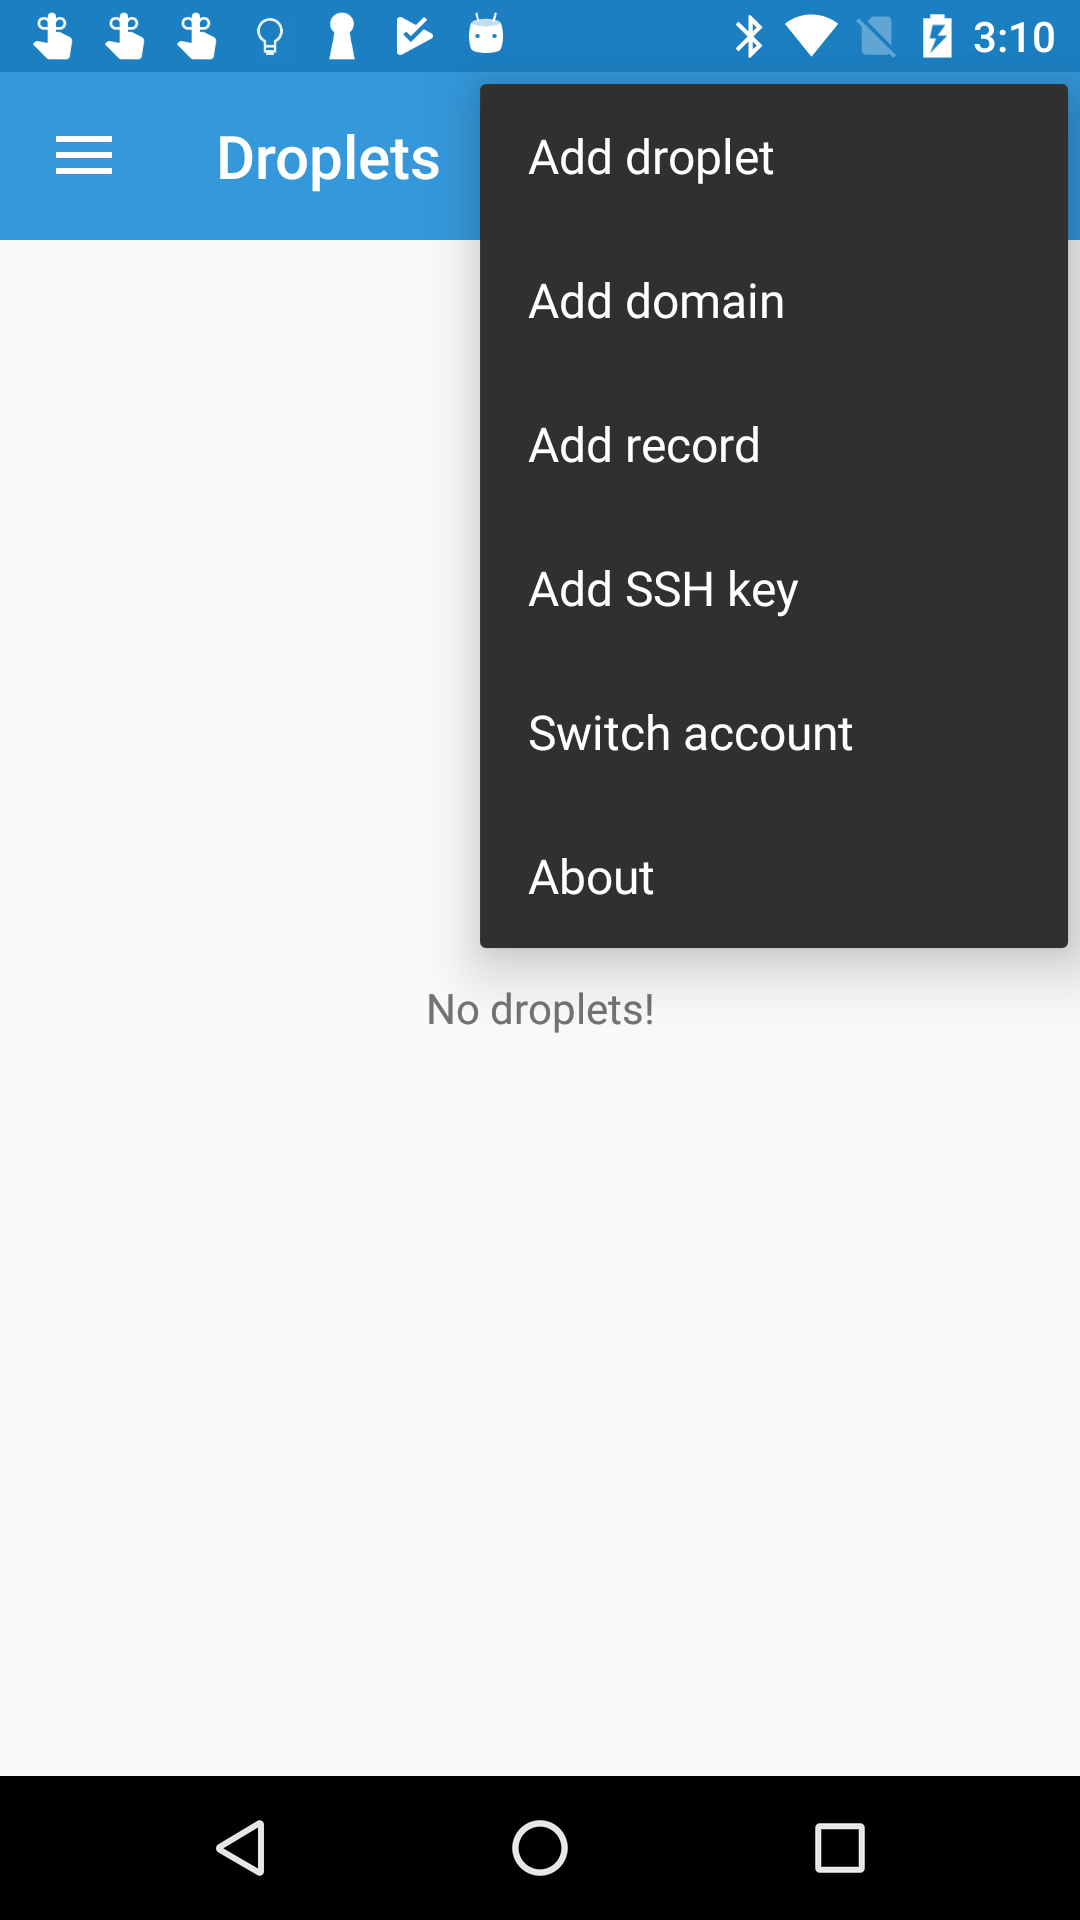 3:10
Droplets
Add droplet
Add domain
Add record
Add SSH key
Switch account
About
No droplets!